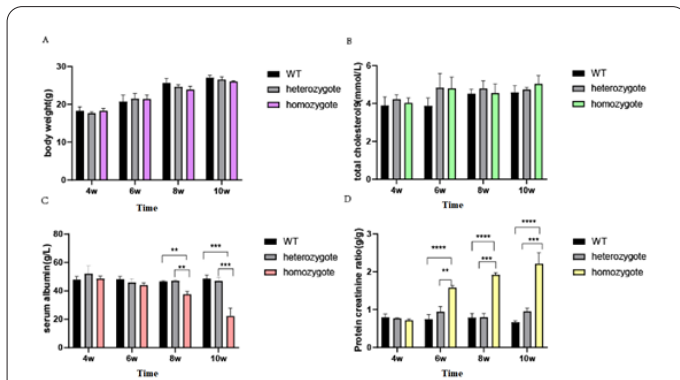 A
body weight(g)
30
20
10
0
4w 6w 8w 10w
Time
WT
heterozygote
homozygote
B
total cholesterol9(mmol/L)
6
4
2
0
4w 6w 8w 10w
Time
WT
heterozygote
homozygote
C
serum albumin(g/L)
80
60
40
20
0
** ***
** ***
4w 6w 8w 10w
Time
WT
heterozygote
homozygote
D
Protein creatinine ratio(g/g)
3
2
1
0
**** **** ****
** *** ***
4w 6w 8w 10w
Time
WT
heterozygote
homozygote